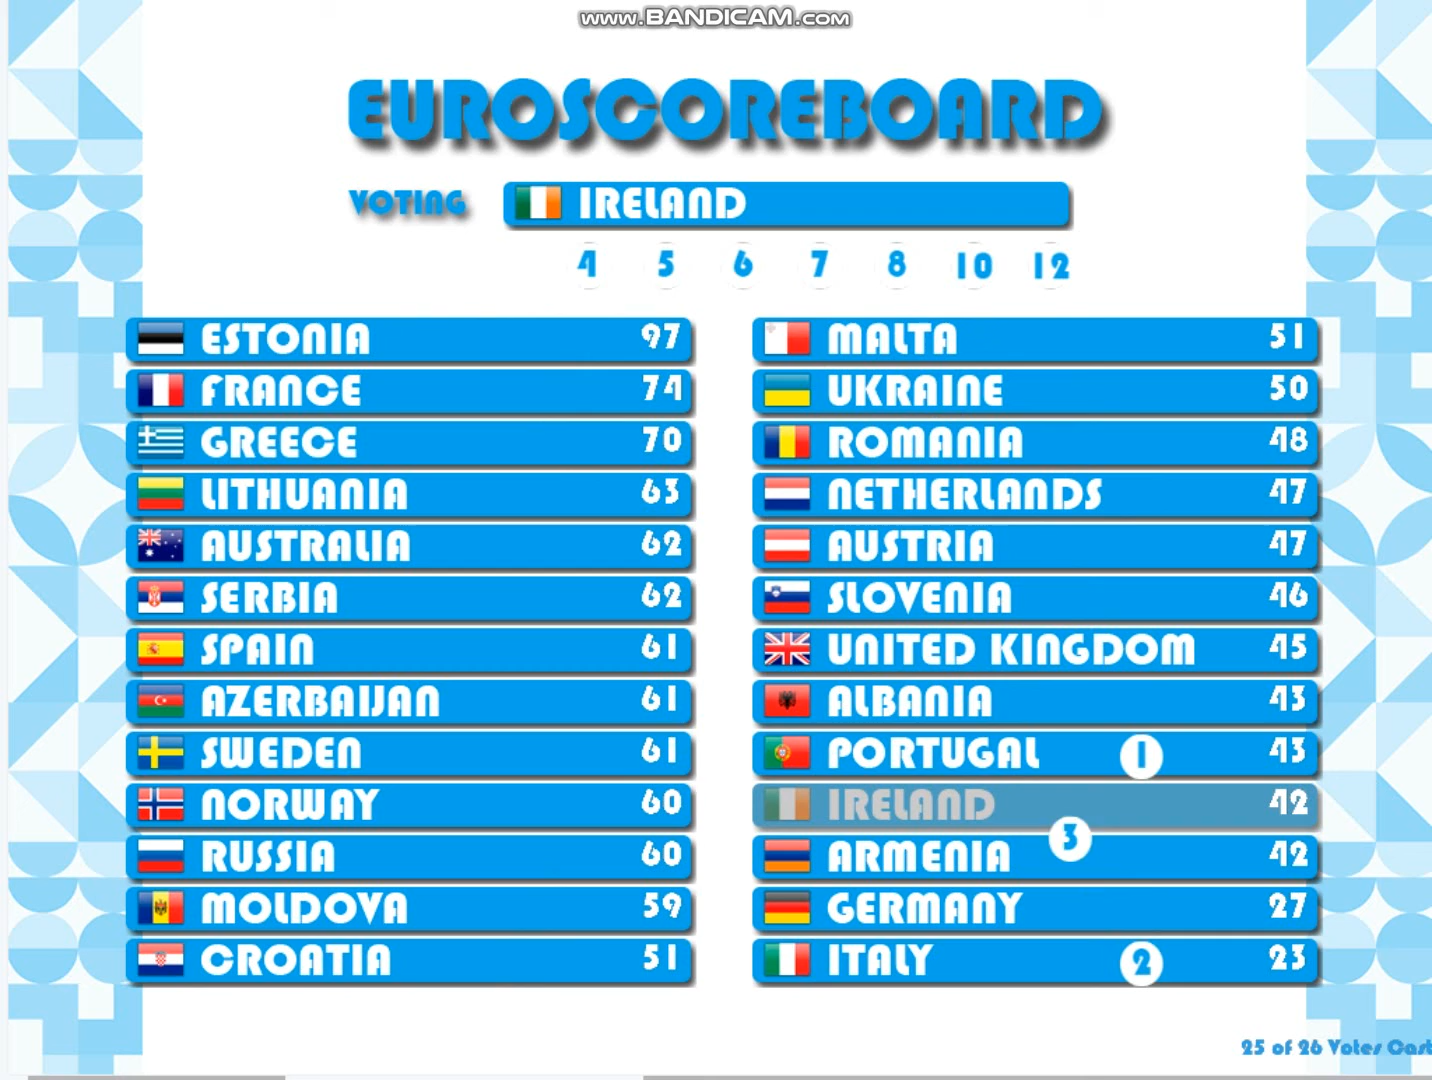 www.BANDICAM.com
EUROSCOREBOARD
VOTING IRELAND
4 5 6 7 8 10 12
ESTONIA 97
FRANCE 74
GREECE 70
LITHUANIA 63
AUSTRALIA 62
SERBIA 62
SPAIN 61
AZERBAIJAN 61
SWEDEN 61
NORWAY 60
RUSSIA 60
MOLDOVA 59
CROATIA 51
MALTA 51
UKRAINE 50
ROMANIA 48
NETHERLANDS 47
AUSTRIA 47
SLOVENIA 46
UNITED KINGDOM 45
ALBANIA 43
PORTUGAL 1 43
IRELAND 42
3
ARMENIA 42
GERMANY 27
ITALY 2 23
25 of 26 Votes Cast